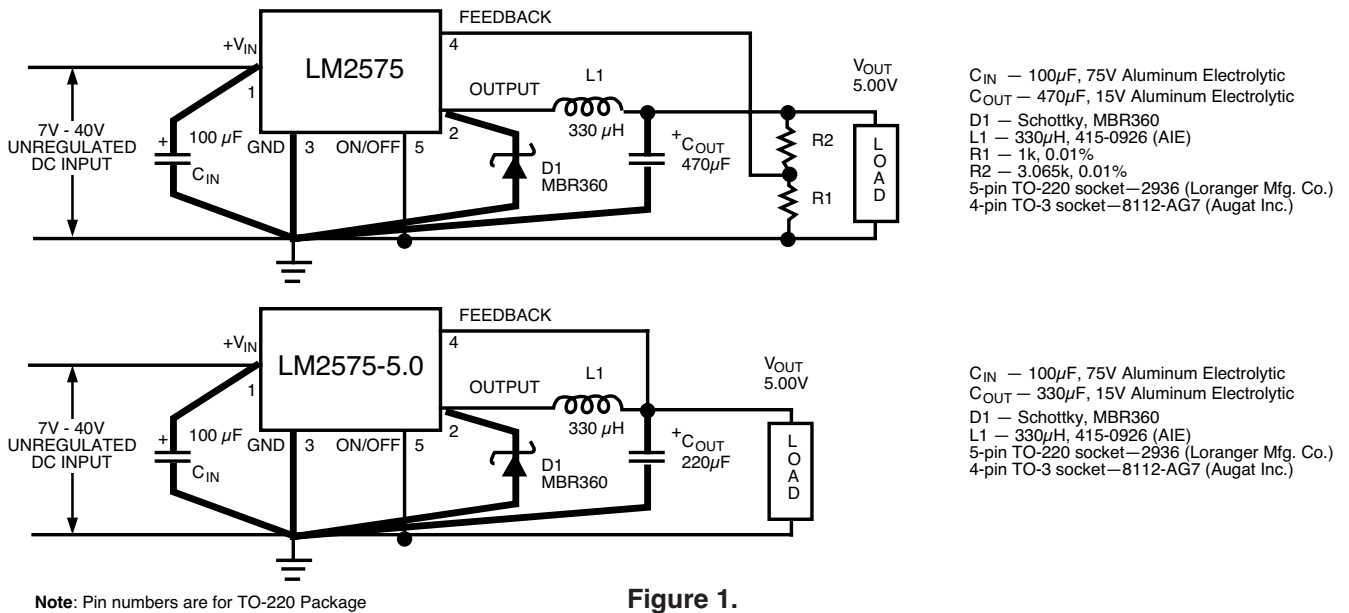 FEEDBACK
+VIN
4
LM2575
L1
VOUT
5.00V
OUTPUT
1
7V - 40V
UNREGULATED
DC INPUT
+
100 µF
CIN
GND
3
ON/OFF
5
2
330 µH
D1
MBR360
+COUT
470µF
R2
R1
LOAD
CIN — 100µF, 75V Aluminum Electrolytic
COUT — 470µF, 15V Aluminum Electrolytic
D1 — Schottky, MBR360
L1 — 330µH, 415-0926 (AIE)
R1 — 1k, 0.01%
R2 — 3.065k, 0.01%
5-pin TO-220 socket—2936 (Loranger Mfg. Co.)
4-pin TO-3 socket—8112-AG7 (Augat Inc.)
FEEDBACK
+VIN
4
LM2575-5.0
L1
VOUT
5.00V
OUTPUT
1
7V - 40V
UNREGULATED
DC INPUT
+
100 µF
CIN
GND
3
ON/OFF
5
2
330 µH
D1
MBR360
+COUT
220µF
LOAD
CIN — 100µF, 75V Aluminum Electrolytic
COUT — 330µF, 15V Aluminum Electrolytic
D1 — Schottky, MBR360
L1 — 330µH, 415-0926 (AIE)
5-pin TO-220 socket—2936 (Loranger Mfg. Co.)
4-pin TO-3 socket—8112-AG7 (Augat Inc.)
Note: Pin numbers are for TO-220 Package
Figure 1.